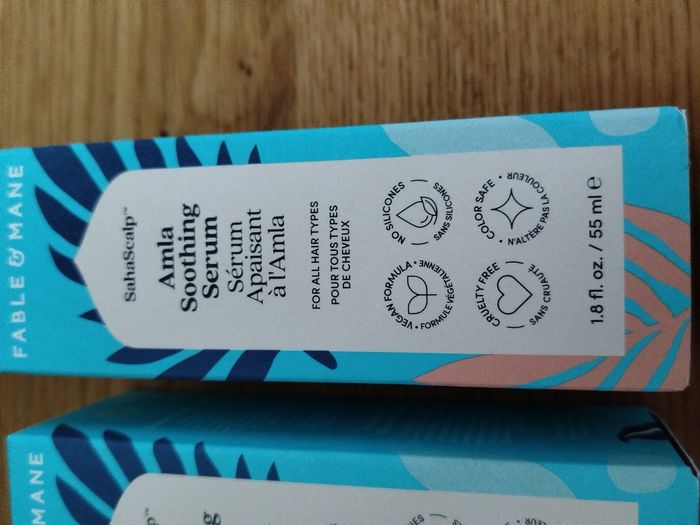 FABLE & MANE
SahaScalp™
Amla
Soothing
Serum
Sérum
Apaisant
à l'Amla
FOR ALL HAIR TYPES
POUR TOUS TYPES
DE CHEVEUX
VEGAN FORMULA • FORMULE VÉGÉTALIENNE •
NO SILICONES
SANS SILICONES
CRUELTY FREE
SANS CRUAUTÉ
COLOR SAFE • N'ALTÈRE PAS LA COULEUR •
1.8 fl. oz. / 55 ml ℮
MANE